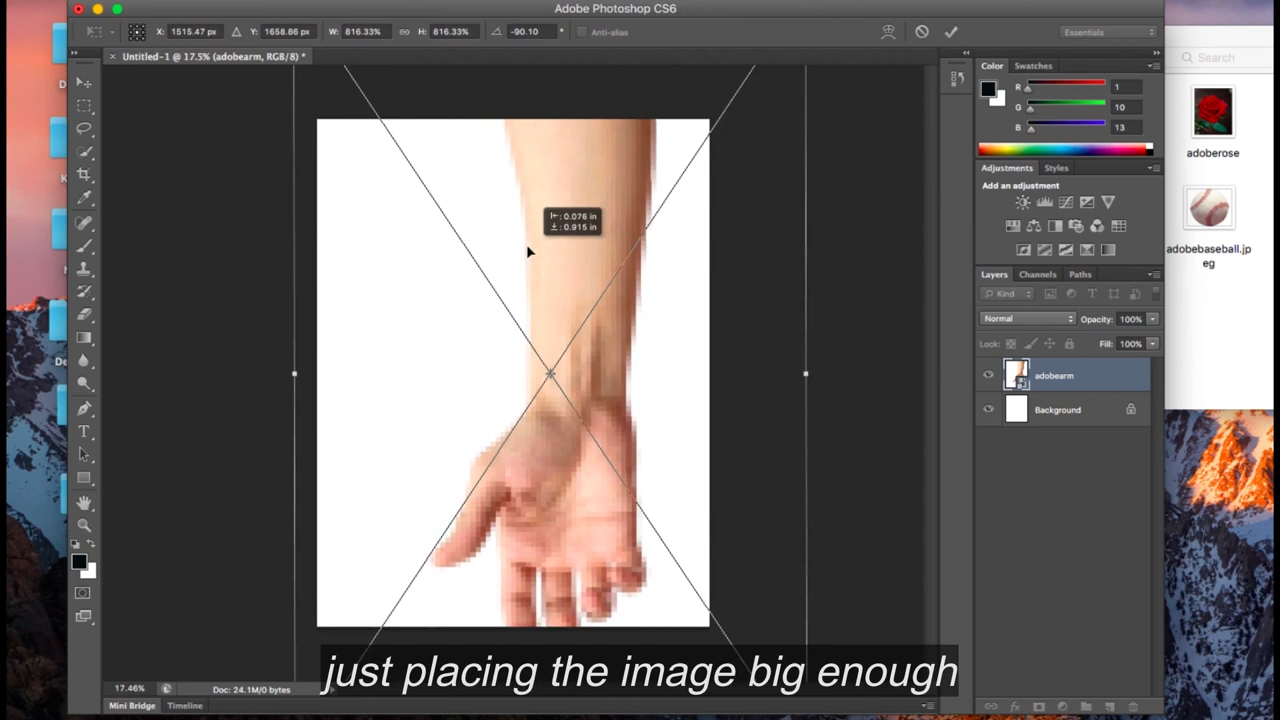 Adobe Photoshop CS6
X: 1515.47 px Y: 1658.86 px W: 816.33% H: 816.33% -90.10 ° Anti-alias Essentials
× Untitled-1 @ 17.5% (adobearm, RGB/8) *
Search
Color Swatches
R 1
G 10
B 13
adoberose
Adjustments Styles
Add an adjustment
adobebaseball.jp
eg
: 0.076 in
: 0.915 in
Layers Channels Paths
Kind
Normal Opacity: 100%
Lock: Fill: 100%
adobearm
Background
just placing the image big enough
17.46% Doc: 24.1M/0 bytes
Mini Bridge Timeline